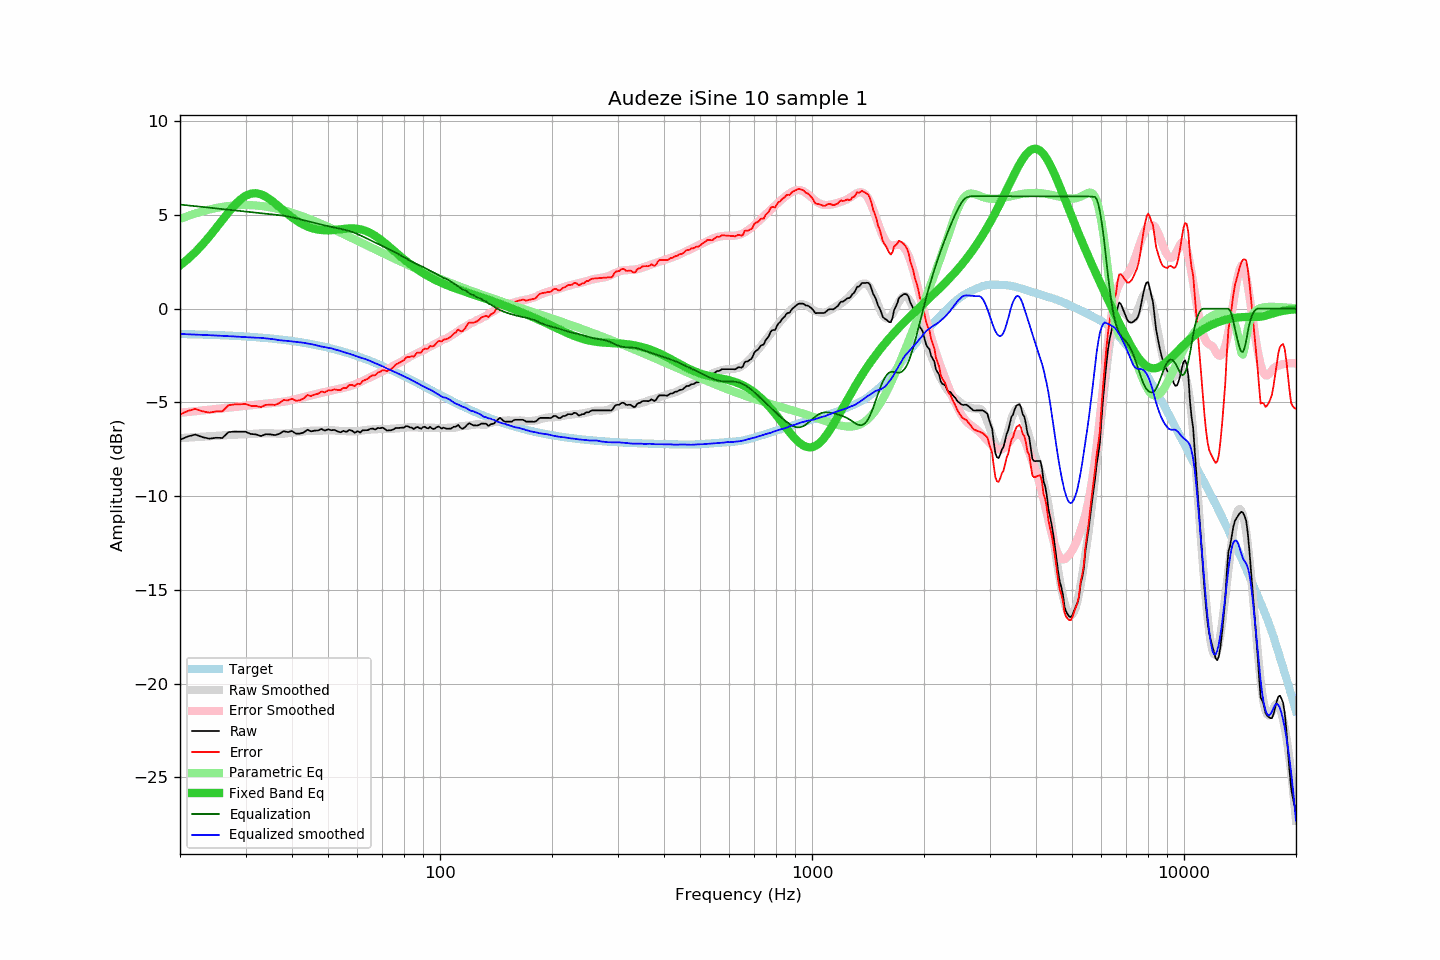 Audeze iSine 10 sample 1
10
5
0
−5
−10
−15
−20
−25
Amplitude (dBr)
Target
Raw Smoothed
Error Smoothed
Raw
Error
Parametric Eq
Fixed Band Eq
Equalization
Equalized smoothed
100
1000
10000
Frequency (Hz)